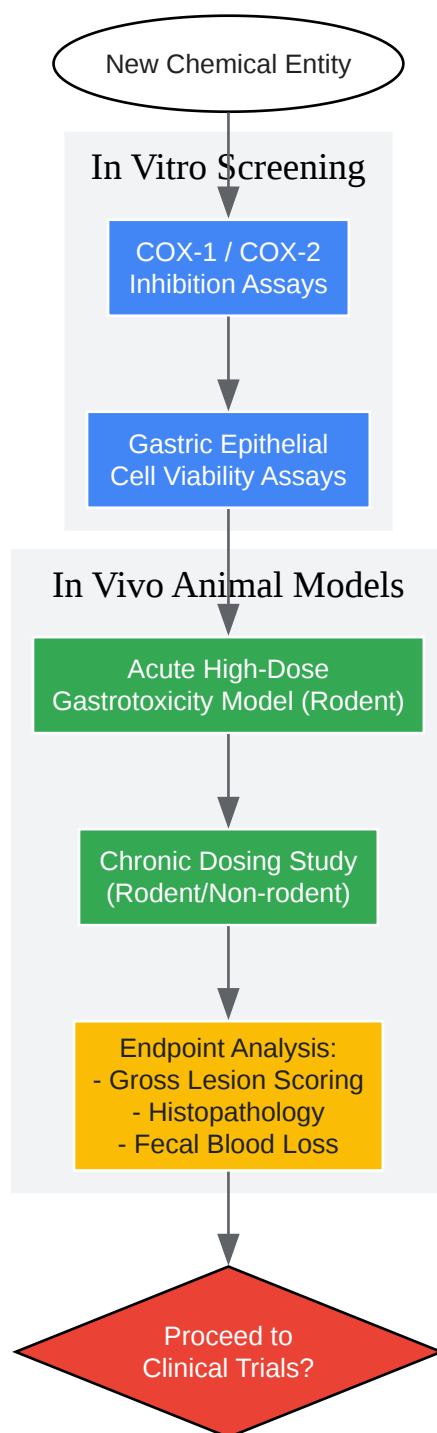 New Chemical Entity
In Vitro Screening
COX-1 / COX-2
Inhibition Assays
Gastric Epithelial
Cell Viability Assays
In Vivo Animal Models
Acute High-Dose
Gastrotoxicity Model (Rodent)
Chronic Dosing Study
(Rodent/Non-rodent)
Endpoint Analysis:
- Gross Lesion Scoring
- Histopathology
- Fecal Blood Loss
Proceed to
Clinical Trials?